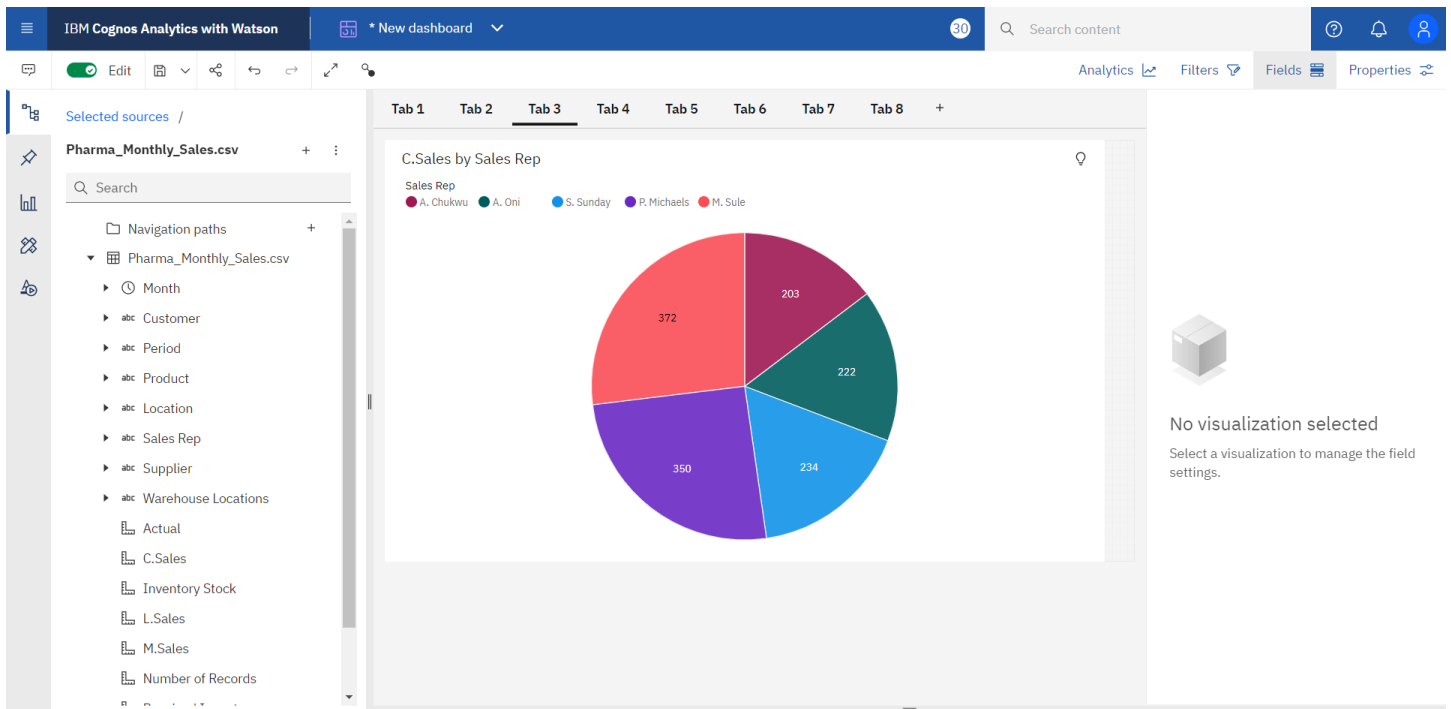 IBM Cognos Analytics with Watson
* New dashboard
30
Search content
Edit
Analytics
Filters
Fields
Properties
Selected sources /
Pharma_Monthly_Sales.csv
Search
Navigation paths
Pharma_Monthly_Sales.csv
Month
abc Customer
abc Period
abc Product
abc Location
abc Sales Rep
abc Supplier
abc Warehouse Locations
Actual
C.Sales
Inventory Stock
L.Sales
M.Sales
Number of Records
Tab 1 Tab 2 Tab 3 Tab 4 Tab 5 Tab 6 Tab 7 Tab 8 +
C.Sales by Sales Rep
Sales Rep
A. Chukwu A. Oni S. Sunday P. Michaels M. Sule
203
372
222
350
234
No visualization selected
Select a visualization to manage the field
settings.